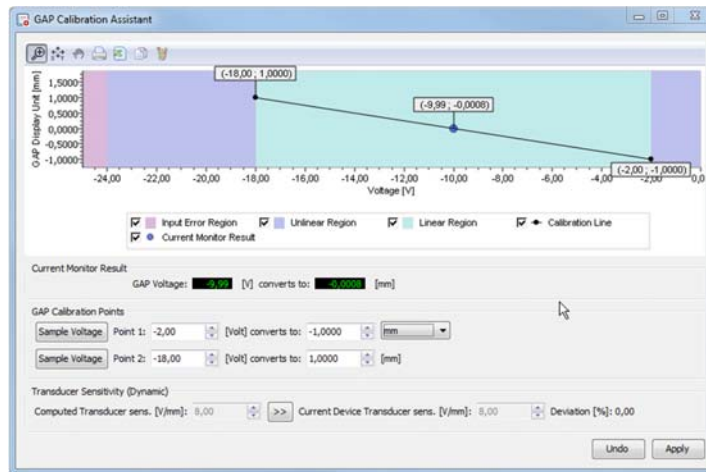 GAP Calibration Assistant
GAP Display Unit [mm]
1,5000
1,0000
0,5000
0,0000
-0,5000
-1,0000
(-18,00 ; 1,0000)
(-9,99 ; -0,0008)
(-2,00 ; -1,0000)
-24,00 -22,00 -20,00 -18,00 -16,00 -14,00 -12,00 -10,00 -8,00 -6,00 -4,00 -2,00 0,0
Voltage [V]
Input Error Region Unlinear Region Linear Region Calibration Line
Current Monitor Result
Current Monitor Result
GAP Voltage: -9,99 [V] converts to: -0,0008 [mm]
GAP Calibration Points
Sample Voltage Point 1: -2,00 [Volt] converts to: -1,0000 mm
Sample Voltage Point 2: -18,00 [Volt] converts to: 1,0000 [mm]
Transducer Sensitivity (Dynamic)
Computed Transducer sens. [V/mm]: 8,00 >> Current Device Transducer sens. [V/mm]: 8,00 Deviation [%]: 0,00
Undo Apply